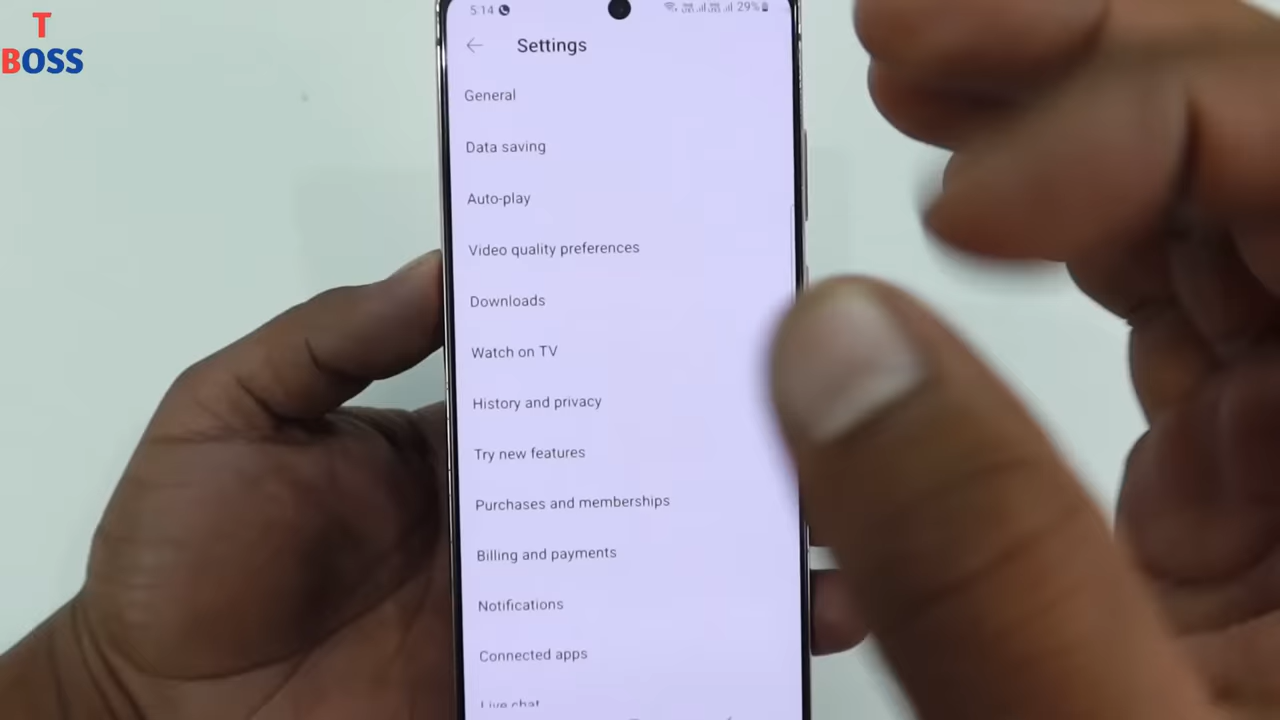 T
BOSS
5:14
29%
Settings
General
Data saving
Auto-play
Video quality preferences
Downloads
Watch on TV
History and privacy
Try new features
Purchases and memberships
Billing and payments
Notifications
Connected apps
Live chat